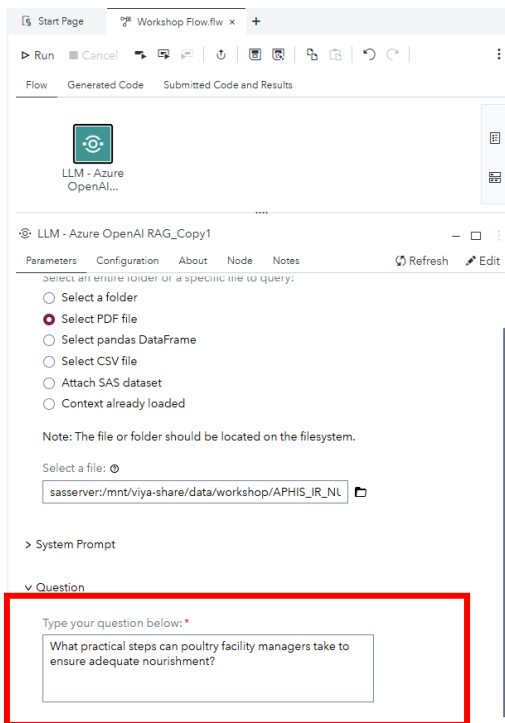 Start Page
Workshop Flow.flw × +
Run Cancel
Flow Generated Code Submitted Code and Results
LLM - Azure
OpenAI...
LLM - Azure OpenAI RAG_Copy1
Parameters Configuration About Node Notes Refresh Edit
Select an entire folder or a specific file to query:
Select a folder
Select PDF file
Select pandas DataFrame
Select CSV file
Attach SAS dataset
Context already loaded
Note: The file or folder should be located on the filesystem.
Select a file:
sasserver:/mnt/viya-share/data/workshop/APHIS_IR_NU
> System Prompt
Question
Type your question below:*
What practical steps can poultry facility managers take to
ensure adequate nourishment?